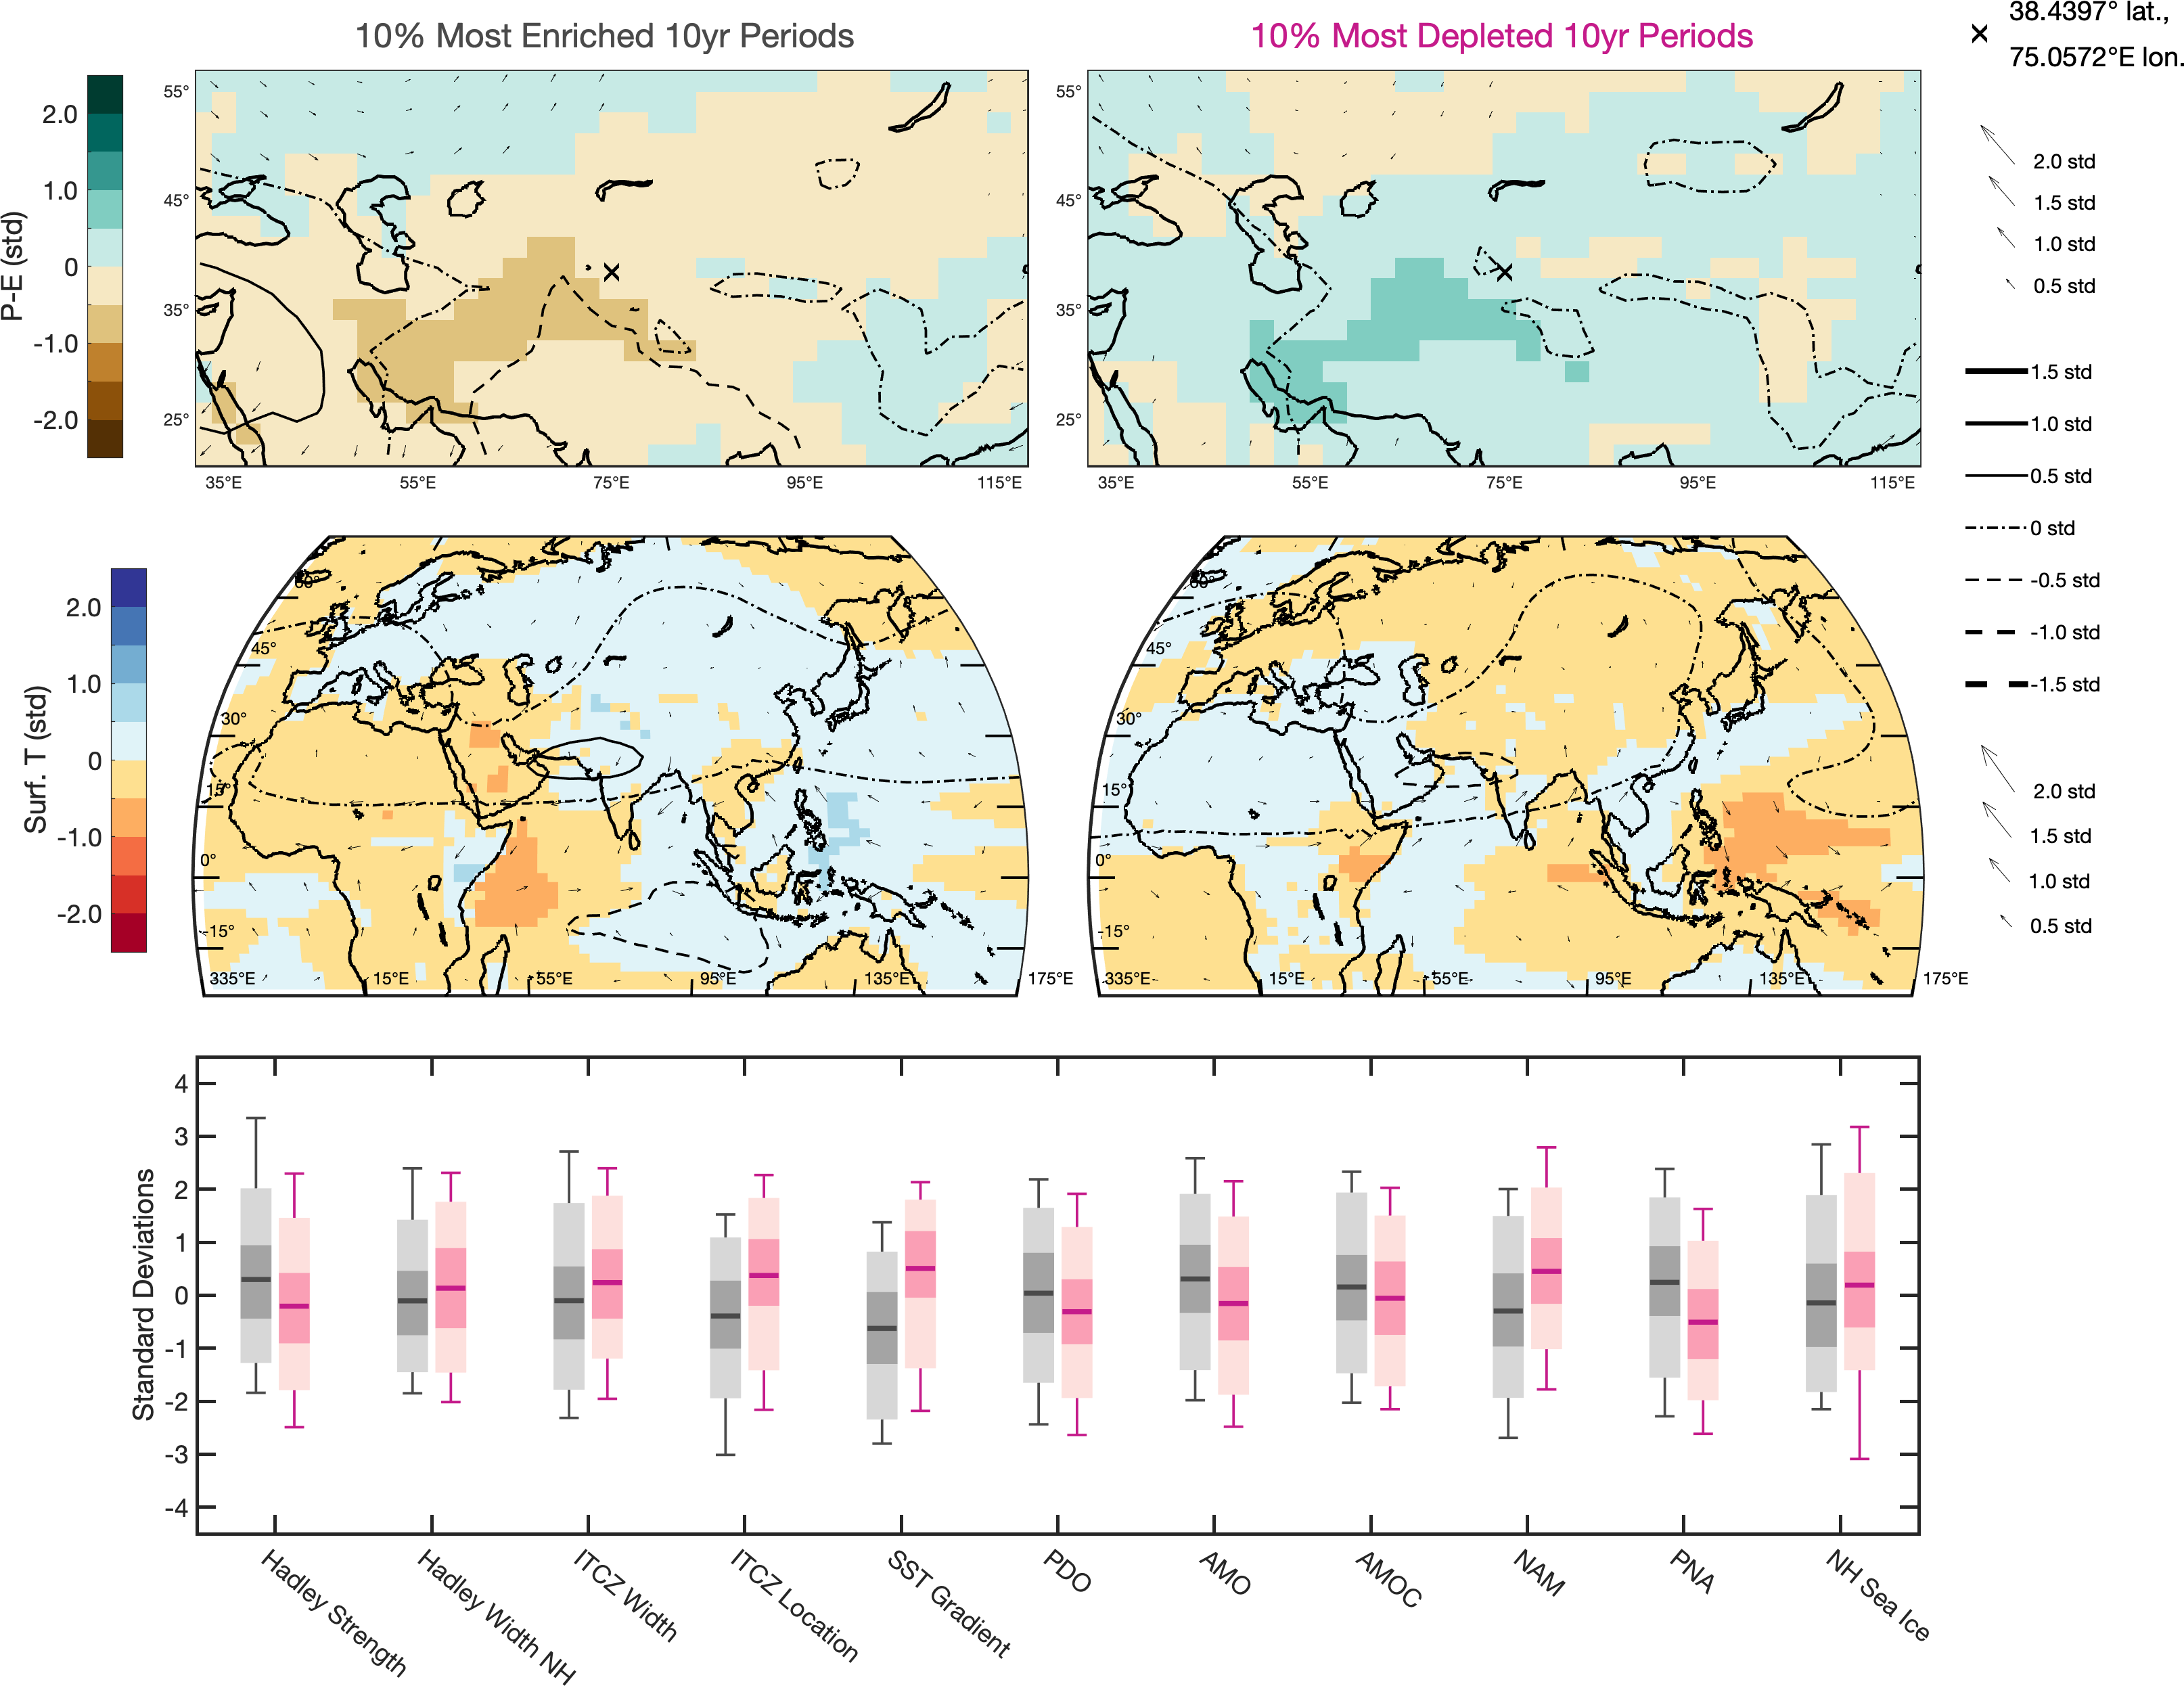 10% Most Enriched 10yr Periods
10% Most Depleted 10yr Periods
38.4397° lat.,
75.0572°E lon.
P-E (std)
2.0
1.0
0
-1.0
-2.0
55°
45°
35°
25°
35°E
55°E
75°E
95°E
115°E
55°
45°
35°
25°
35°E
55°E
75°E
95°E
115°E
2.0 std
1.5 std
1.0 std
0.5 std
1.5 std
1.0 std
0.5 std
0 std
-0.5 std
-1.0 std
-1.5 std
Surf. T (std)
2.0
1.0
0
-1.0
-2.0
60°
45°
30°
15°
0°
-15°
335°E
15°E
55°E
95°E
135°E
175°E
60°
45°
30°
15°
0°
-15°
335°E
15°E
55°E
95°E
135°E
175°E
2.0 std
1.5 std
1.0 std
0.5 std
Standard Deviations
4
3
2
1
0
-1
-2
-3
-4
Hadley Strength
Hadley Width NH
ITCZ Width
ITCZ Location
SST Gradient
PDO
AMO
AMOC
NAM
PNA
NH Sea Ice